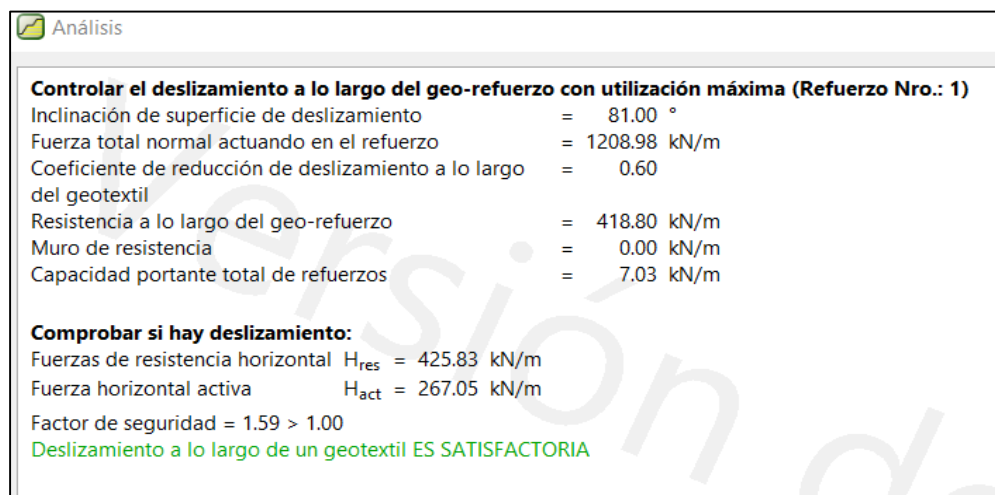 Análisis
Controlar el deslizamiento a lo largo del geo-refuerzo con utilización máxima (Refuerzo Nro.: 1)
Inclinación de superficie de deslizamiento = 81.00 °
Fuerza total normal actuando en el refuerzo = 1208.98 kN/m
Coeficiente de reducción de deslizamiento a lo largo = 0.60
del geotextil
Resistencia a lo largo del geo-refuerzo = 418.80 kN/m
Muro de resistencia = 0.00 kN/m
Capacidad portante total de refuerzos = 7.03 kN/m
Comprobar si hay deslizamiento:
Fuerzas de resistencia horizontal Hres = 425.83 kN/m
Fuerza horizontal activa Hact = 267.05 kN/m
Factor de seguridad = 1.59 > 1.00
Deslizamiento a lo largo de un geotextil ES SATISFACTORIA
Versión de